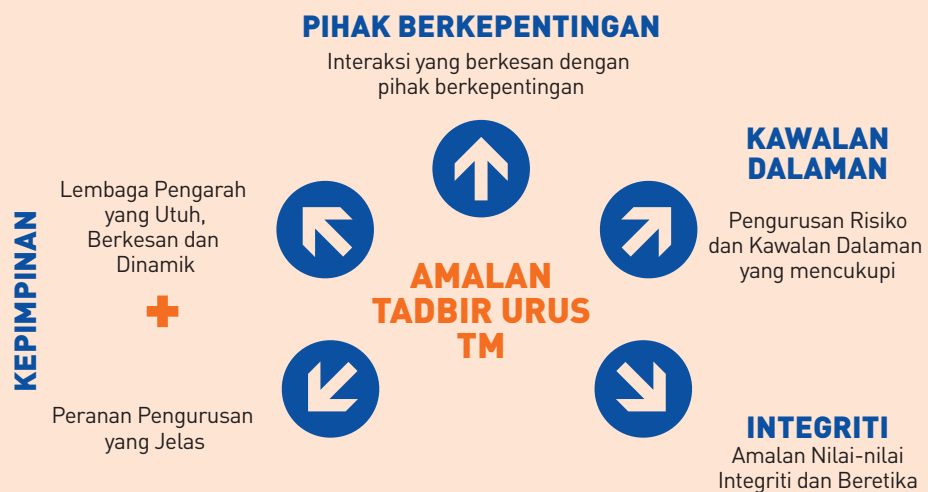 PIHAK BERKEPENTINGAN
Interaksi yang berkesan dengan
pihak berkepentingan
KAWALAN
DALAMAN
Pengurusan Risiko
dan Kawalan Dalaman
yang mencukupi
KEPIMPINAN
Lembaga Pengarah
yang Utuh,
Berkesan dan
Dinamik
+
Peranan Pengurusan
yang Jelas
AMALAN
TADBIR URUS
TM
INTEGRITI
Amalan Nilai-nilai
Integriti dan Beretika